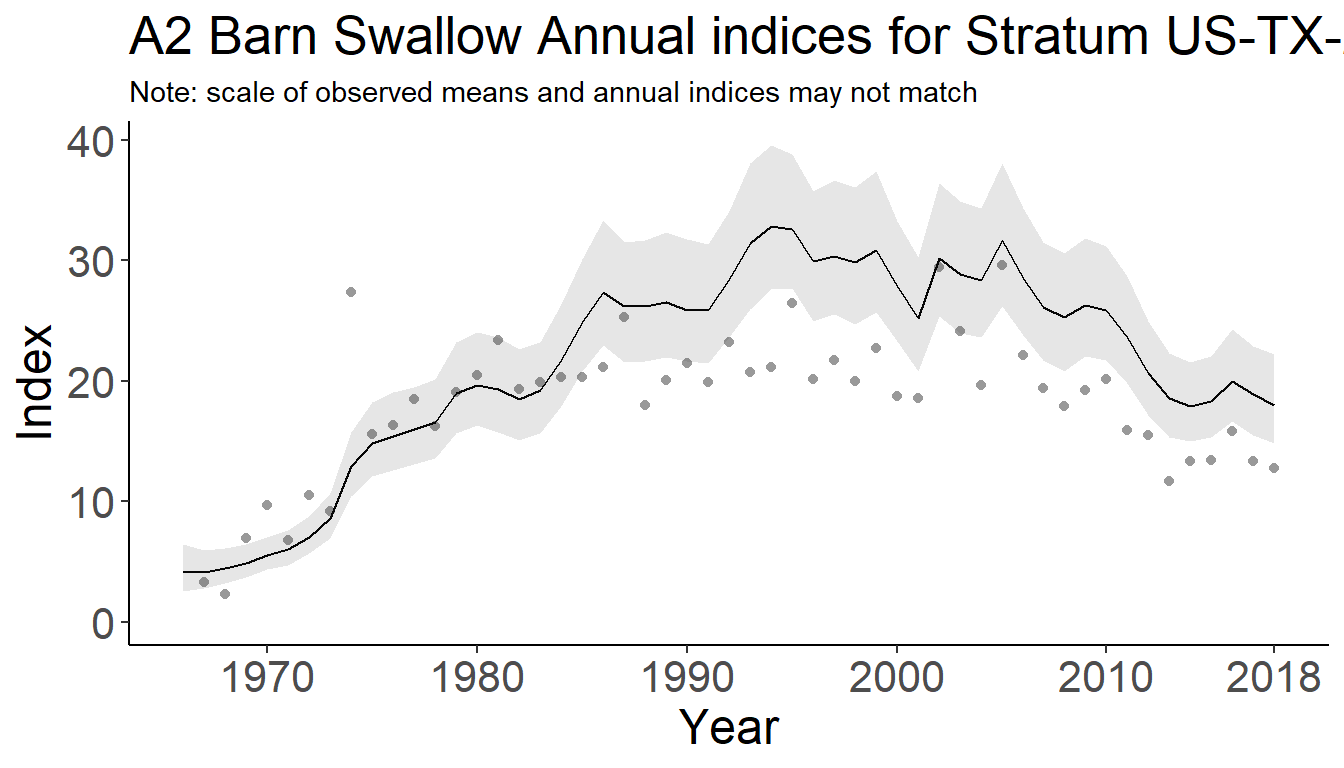 A2 Barn Swallow Annual indices for Stratum US-TX-
Note: scale of observed means and annual indices may not match
40
30
20
10
0
Index
1970 1980 1990 2000 2010 2018
Year